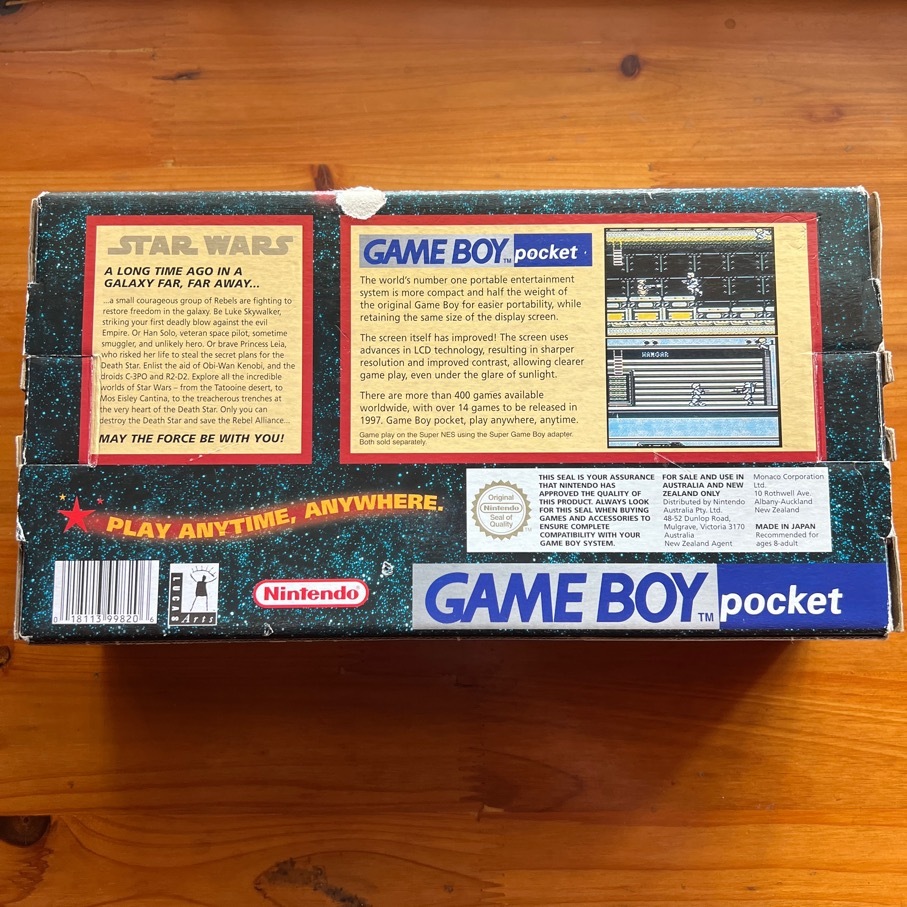 STAR WARS
A LONG TIME AGO IN A
GALAXY FAR, FAR AWAY...
...a small courageous group of Rebels are fighting to
restore freedom in the galaxy. Be Luke Skywalker,
striking your first deadly blow against the evil
Empire. Or Han Solo, veteran space pilot, sometime
smuggler, and unlikely hero. Or brave Princess Leia,
who risked her life to steal the secret plans for the
Death Star. Enlist the aid of Obi-Wan Kenobi, and the
droids C-3PO and R2-D2. Explore all the incredible
worlds of Star Wars – from the Tatooine desert, to
Mos Eisley Cantina, to the treacherous trenches at
the very heart of the Death Star. Only you can
destroy the Death Star and save the Rebel Alliance...
MAY THE FORCE BE WITH YOU!
GAME BOY™ pocket
The world's number one portable entertainment
system is more compact and half the weight of
the original Game Boy for easier portability, while
retaining the same size of the display screen.
The screen itself has improved! The screen uses
advances in LCD technology, resulting in sharper
resolution and improved contrast, allowing clearer
game play, even under the glare of sunlight.
There are more than 400 games available
worldwide, with over 14 games to be released in
1997. Game Boy pocket, play anywhere, anytime.
Game play on the Super NES using the Super Game Boy adapter.
Both sold separately.
HANGAR
PLAY ANYTIME, ANYWHERE.
Original
Nintendo
Seal of
Quality
THIS SEAL IS YOUR ASSURANCE
THAT NINTENDO HAS
APPROVED THE QUALITY OF
THIS PRODUCT. ALWAYS LOOK
FOR THIS SEAL WHEN BUYING
GAMES AND ACCESSORIES TO
ENSURE COMPLETE
COMPATIBILITY WITH YOUR
GAME BOY SYSTEM.
FOR SALE AND USE IN
AUSTRALIA AND NEW
ZEALAND ONLY
Distributed by Nintendo
Australia Pty. Ltd.
48-52 Dunlop Road,
Mulgrave, Victoria 3170
Australia
New Zealand Agent
Monaco Corporation
Ltd.
10 Rothwell Ave.
Albany-Auckland
New Zealand
MADE IN JAPAN
Recommended for
ages 8-adult
0 18113 99820 6
LUCAS
Arts
Nintendo®
GAME BOY™ pocket